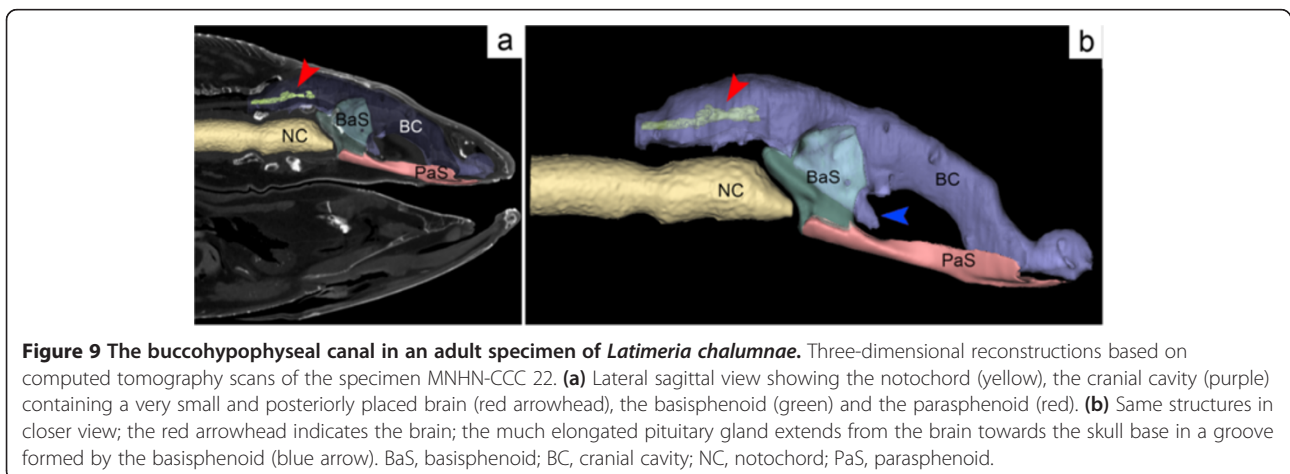 a
b
BaS
BC
NC
PaS
BaS
BC
NC
PaS
Figure 9 The buccohypophyseal canal in an adult specimen of Latimeria chalumnae. Three-dimensional reconstructions based on
computed tomography scans of the specimen MNHN-CCC 22. (a) Lateral sagittal view showing the notochord (yellow), the cranial cavity (purple)
containing a very small and posteriorly placed brain (red arrowhead), the basisphenoid (green) and the parasphenoid (red). (b) Same structures in
closer view; the red arrowhead indicates the brain; the much elongated pituitary gland extends from the brain towards the skull base in a groove
formed by the basisphenoid (blue arrow). BaS, basisphenoid; BC, cranial cavity; NC, notochord; PaS, parasphenoid.